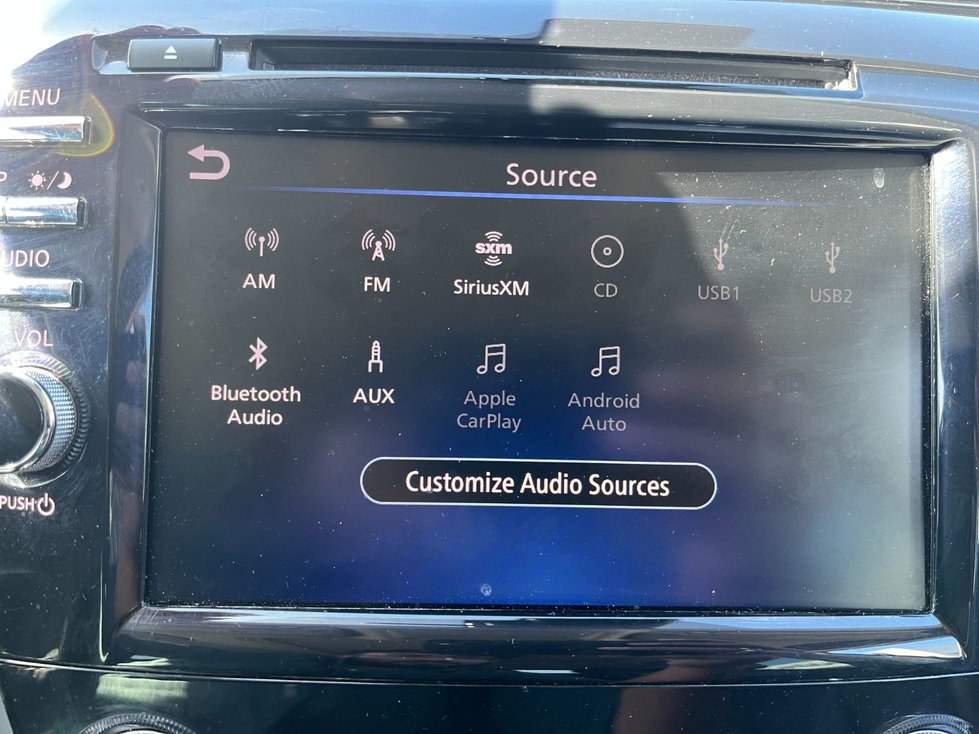 MENU
Source
AM
FM
sxm
SiriusXM
CD
USB1
USB2
VOL
Bluetooth
Audio
AUX
Apple
CarPlay
Android
Auto
Customize Audio Sources
PUSH